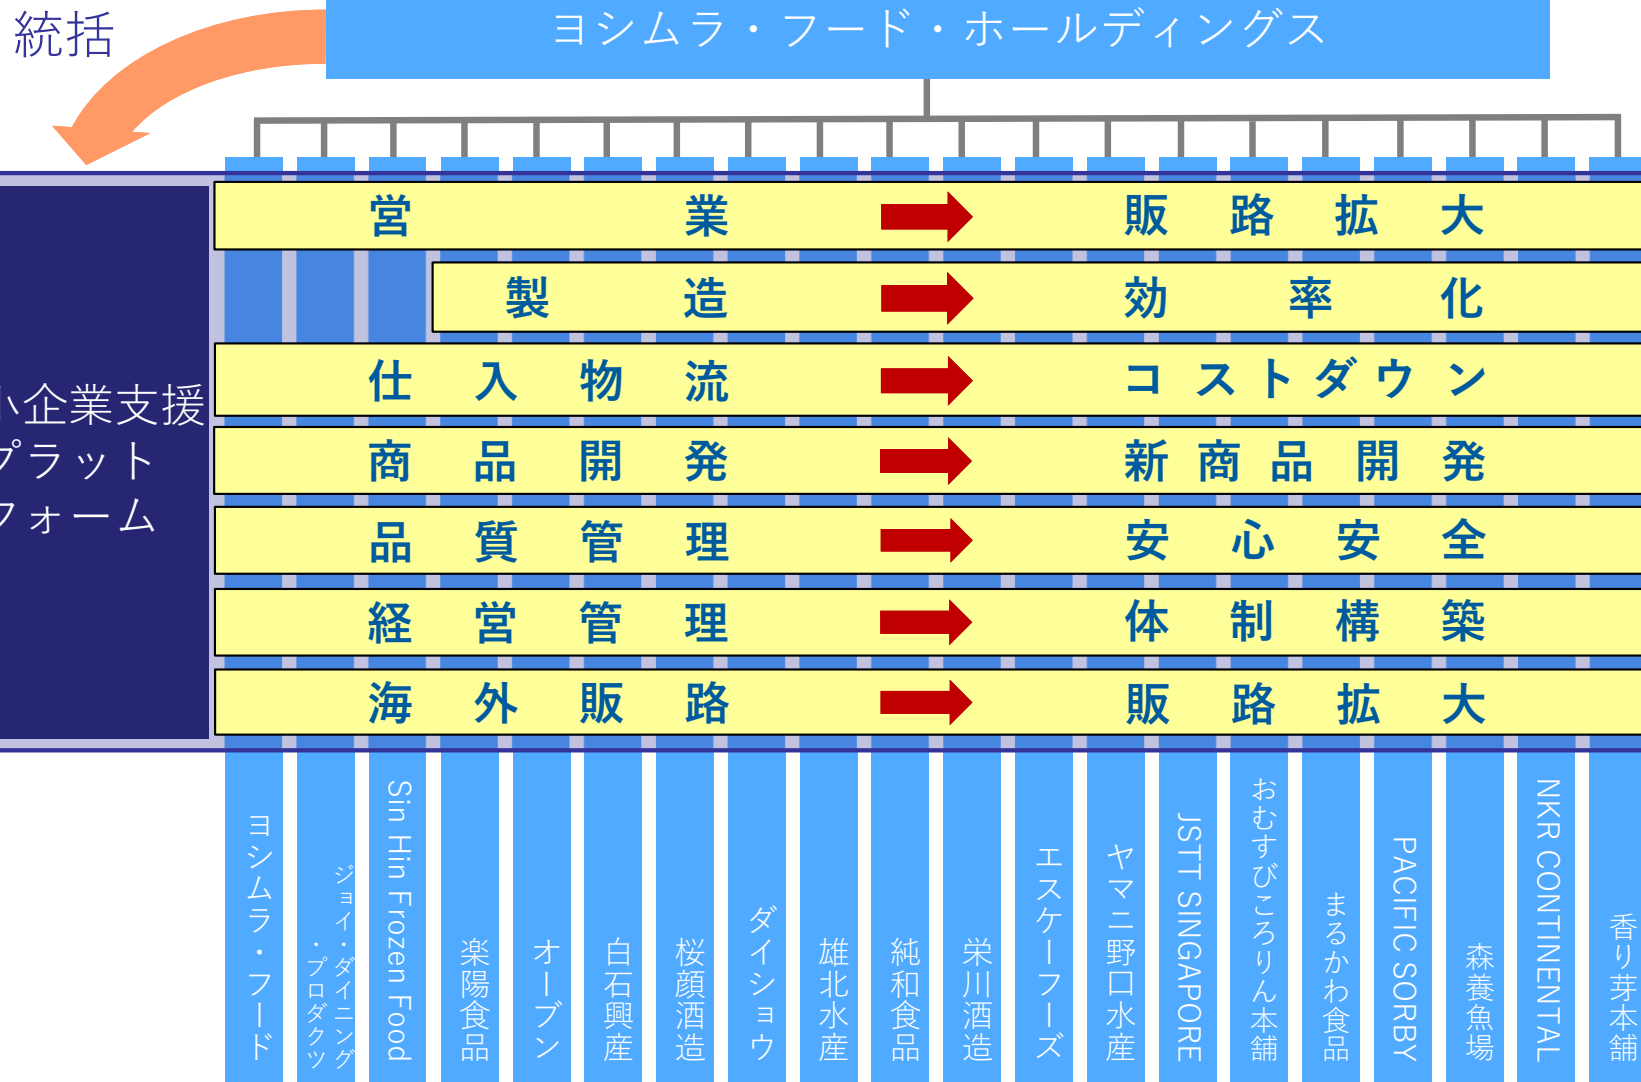 統括
ヨシムラ・フード・ホールディングス
営業 販路拡大
製造 効率化
仕入物流 コストダウン
商品開発 新商品開発
品質管理 安心安全
経営管理 体制構築
海外販路 販路拡大
小企業支援
プラット
フォーム
ヨシムラ・フード
ジョイ・ダイニング
・プロダクツ
Sin Hin Frozen Food
楽陽食品
オーブン
白石興産
桜顔酒造
ダイショウ
雄北水産
純和食品
栄川酒造
エスケーフーズ
ヤマニ野口水産
JSTT SINGAPORE
おむすびころりん本舗
まるかわ食品
PACIFIC SORBY
森養魚場
NKR CONTINENTAL
香り芽本舗